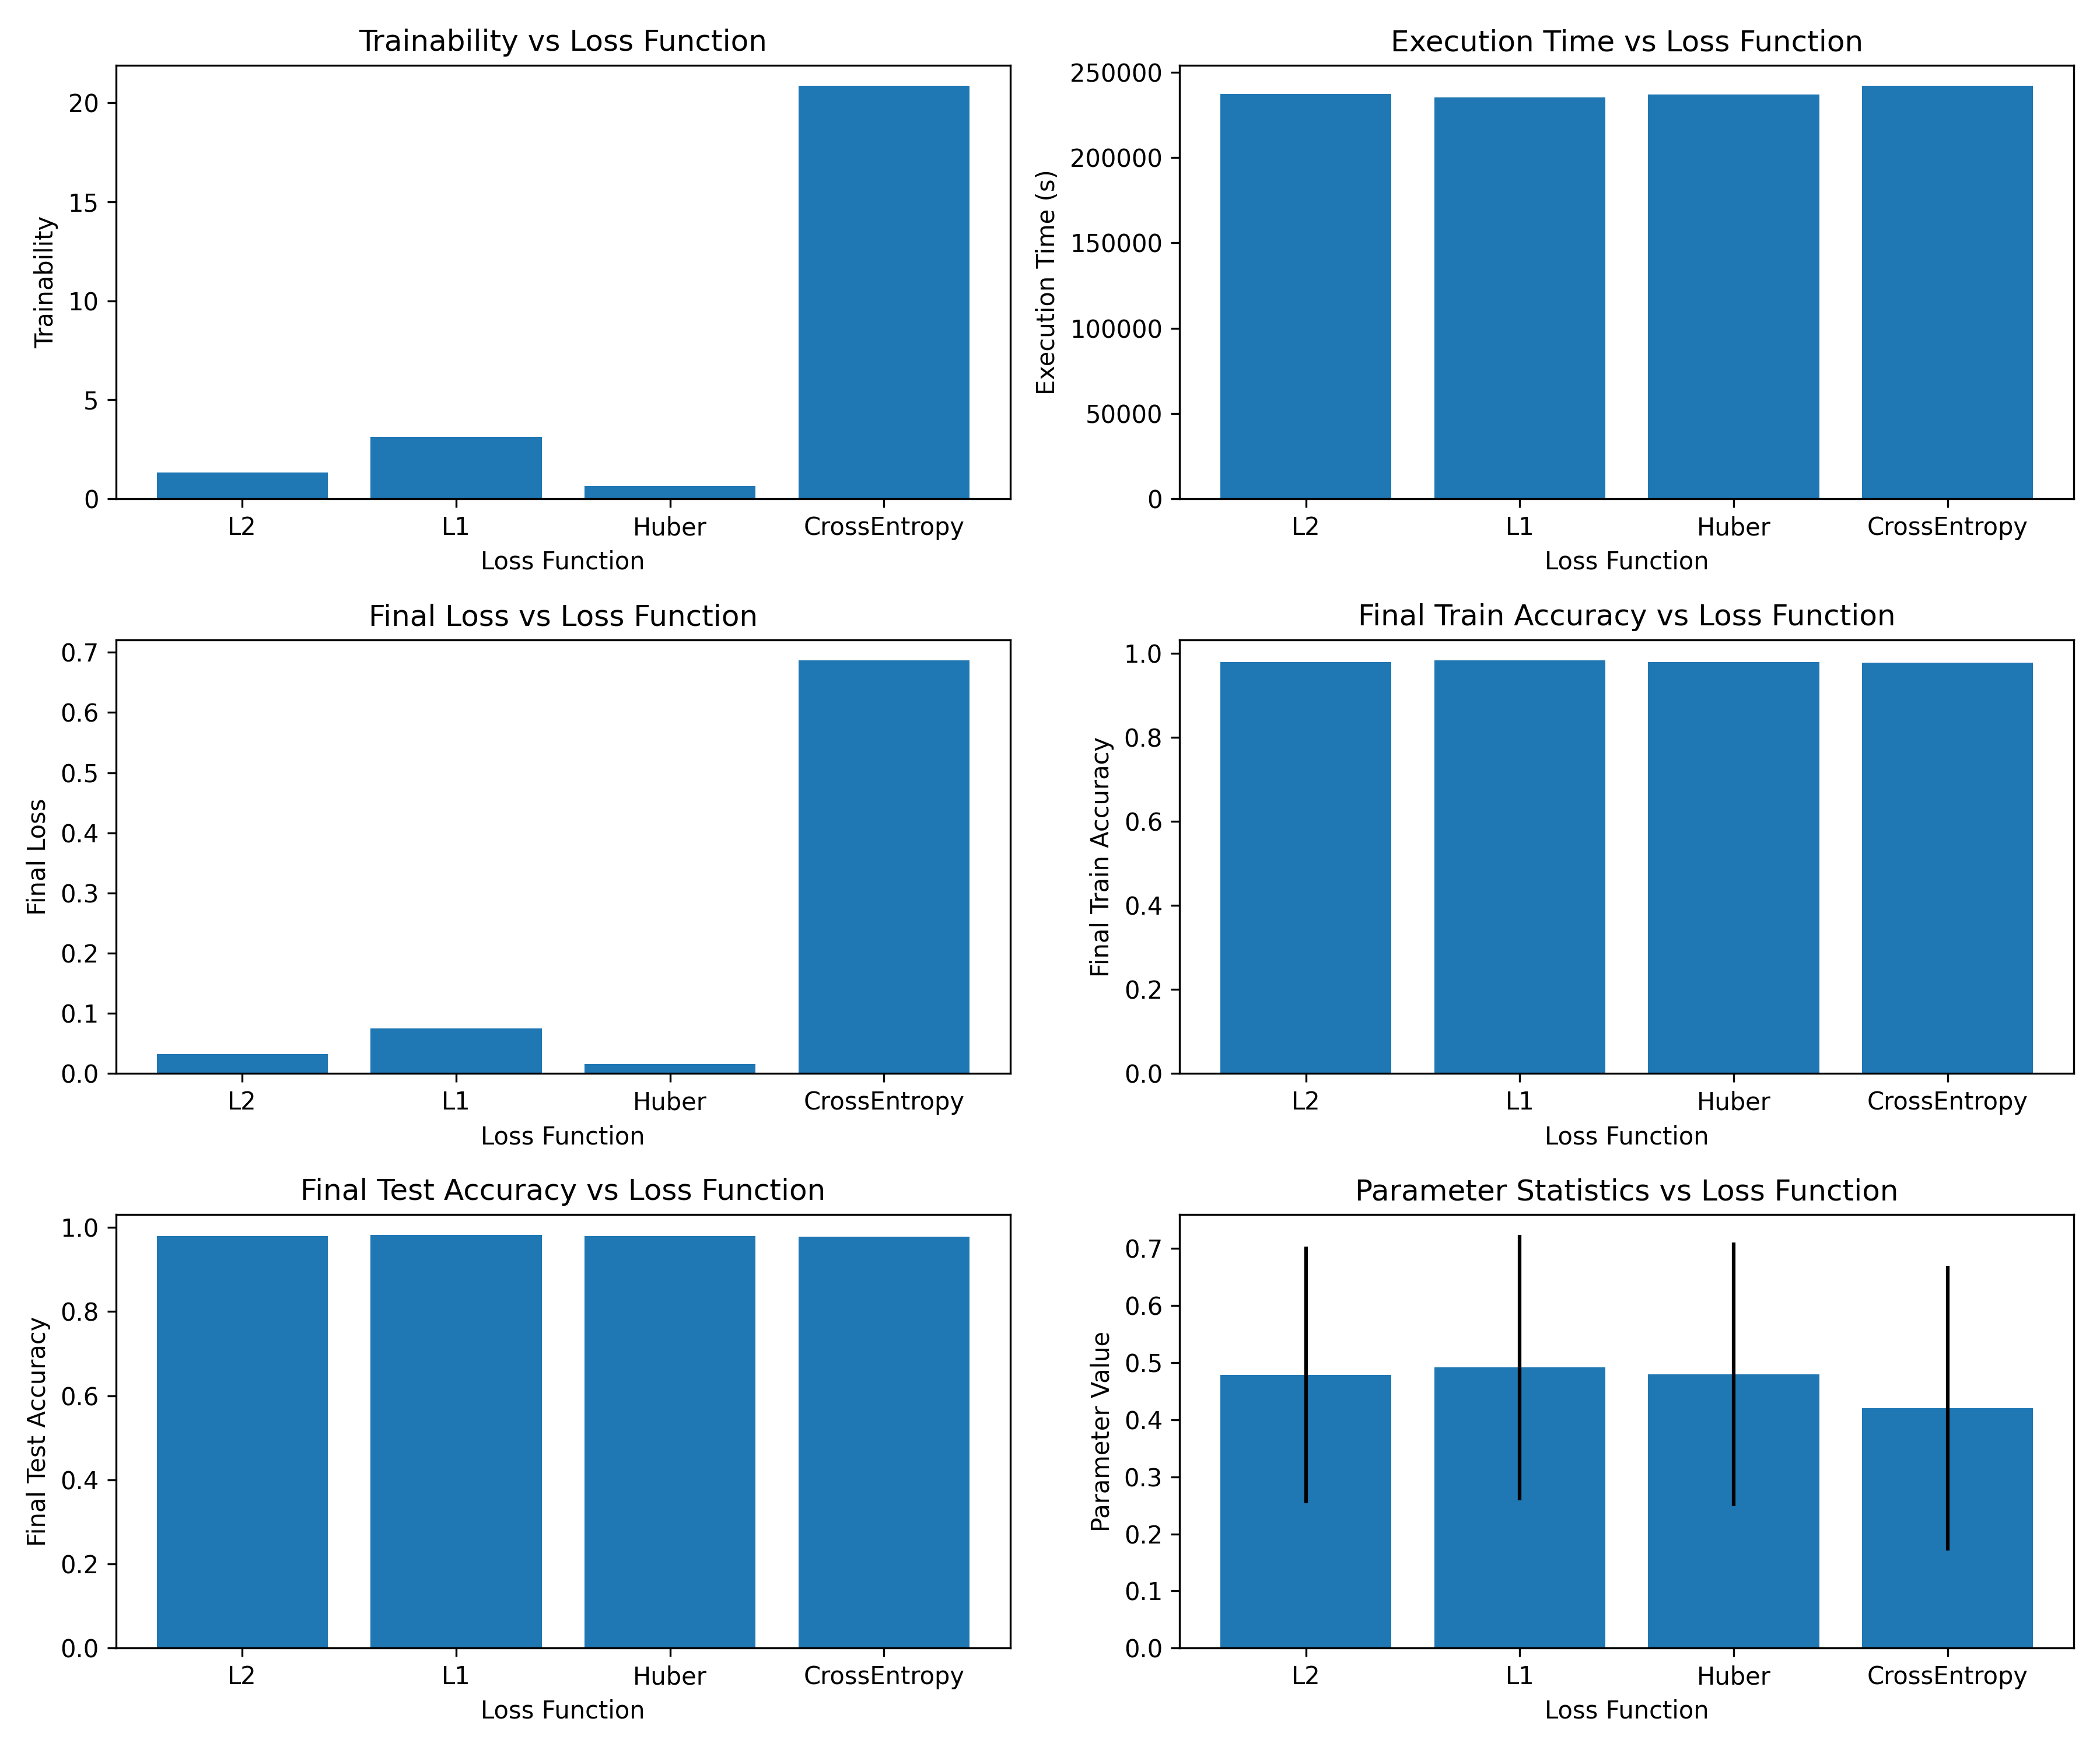 Trainability vs Loss Function
20
15
10
5
0
Trainability
L2 L1 Huber CrossEntropy
Loss Function
Execution Time vs Loss Function
250000
200000
150000
100000
50000
0
Execution Time (s)
L2 L1 Huber CrossEntropy
Loss Function
Final Loss vs Loss Function
0.7
0.6
0.5
0.4
0.3
0.2
0.1
0.0
Final Loss
L2 L1 Huber CrossEntropy
Loss Function
Final Train Accuracy vs Loss Function
1.0
0.8
0.6
0.4
0.2
0.0
Final Train Accuracy
L2 L1 Huber CrossEntropy
Loss Function
Final Test Accuracy vs Loss Function
1.0
0.8
0.6
0.4
0.2
0.0
Final Test Accuracy
L2 L1 Huber CrossEntropy
Loss Function
Parameter Statistics vs Loss Function
0.7
0.6
0.5
0.4
0.3
0.2
0.1
0.0
Parameter Value
L2 L1 Huber CrossEntropy
Loss Function